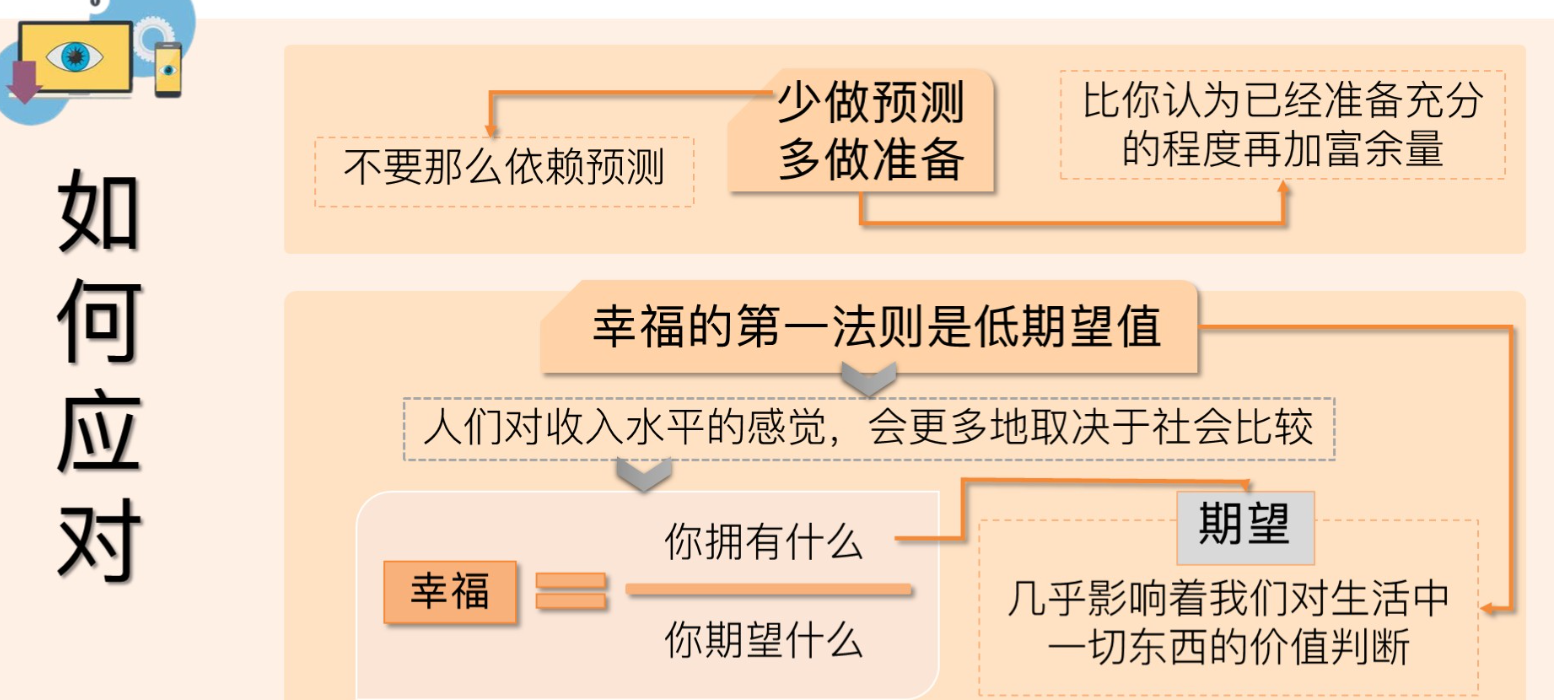 如何应对
少做预测
多做准备
不要那么依赖预测
比你认为已经准备充分
的程度再加富余量
幸福的第一法则是低期望值
人们对收入水平的感觉，会更多地取决于社会比较
幸福
你拥有什么
你期望什么
期望
几乎影响着我们对生活中
一切东西的价值判断